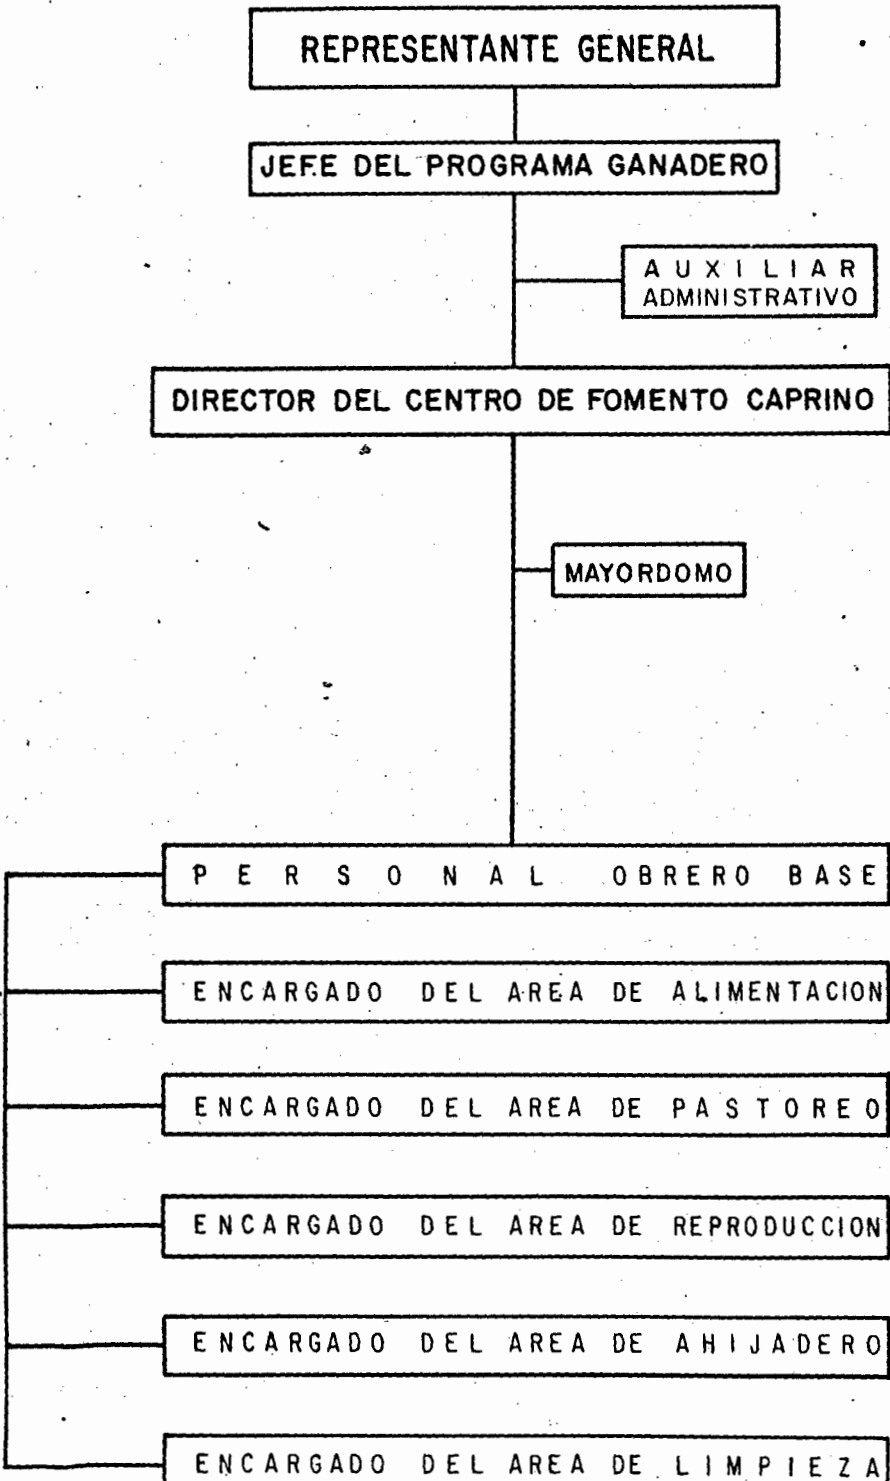 REPRESENTANTE GENERAL
JEFE DEL PROGRAMA GANADERO
AUXILIAR
ADMINISTRATIVO
DIRECTOR DEL CENTRO DE FOMENTO CAPRINO
MAYORDOMO
PERSONAL OBRERO BASE
ENCARGADO DEL AREA DE ALIMENTACION
ENCARGADO DEL AREA DE PASTOREO
ENCARGADO DEL AREA DE REPRODUCCION
ENCARGADO DEL AREA DE AHIJADERO
ENCARGADO DEL AREA DE LIMPIEZA